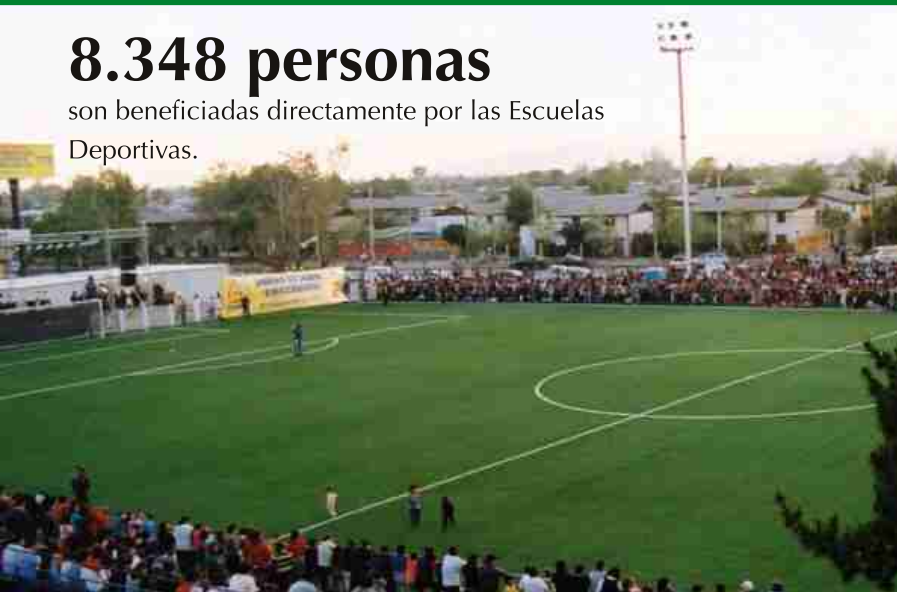 8.348 personas
son beneficiadas directamente por las Escuelas
Deportivas.